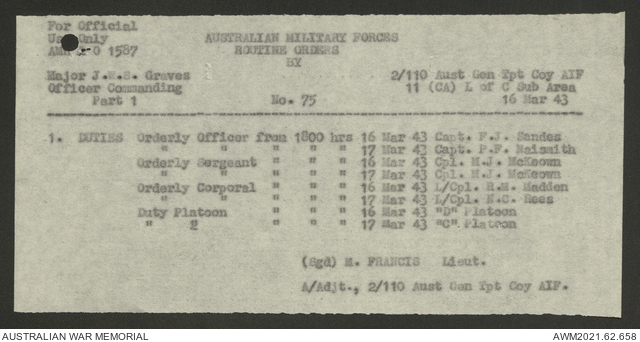 For Official
Use Only
AUSTRALIAN MILITARY FORCES
1587
ROUTINE ORDERS
BY
Major J.M.S. Graves 2/110 Aust Gen Tpt Coy AIF
Officer Commanding 11 (CA) L of C Sub Area
Part 1 No. 75 16 Mar 43
1. DUTIES Orderly Officer from 1800 hrs 16 Mar 43 Capt. F.J. Sandes
" " " " " 17 Mar 43 Capt. P.F. Naismith
Orderly Sergeant " " " 16 Mar 43 Cpl. M.J. McKeown
" " " " " 17 Mar 43 Cpl. M.J. McKeown
Orderly Corporal " " " 16 Mar 43 L/Cpl. R.M. Madden
" " " " " 17 Mar 43 L/Cpl. N.C. Rees
Duty Platoon " " " 16 Mar 43 "D" Platoon
" " " " " 17 Mar 43 "C" Platoon
(Sgd) M. FRANCIS Lieut.
A/Adjt., 2/110 Aust Gen Tpt Coy AIF.
AUSTRALIAN WAR MEMORIAL AWM2021.62.658